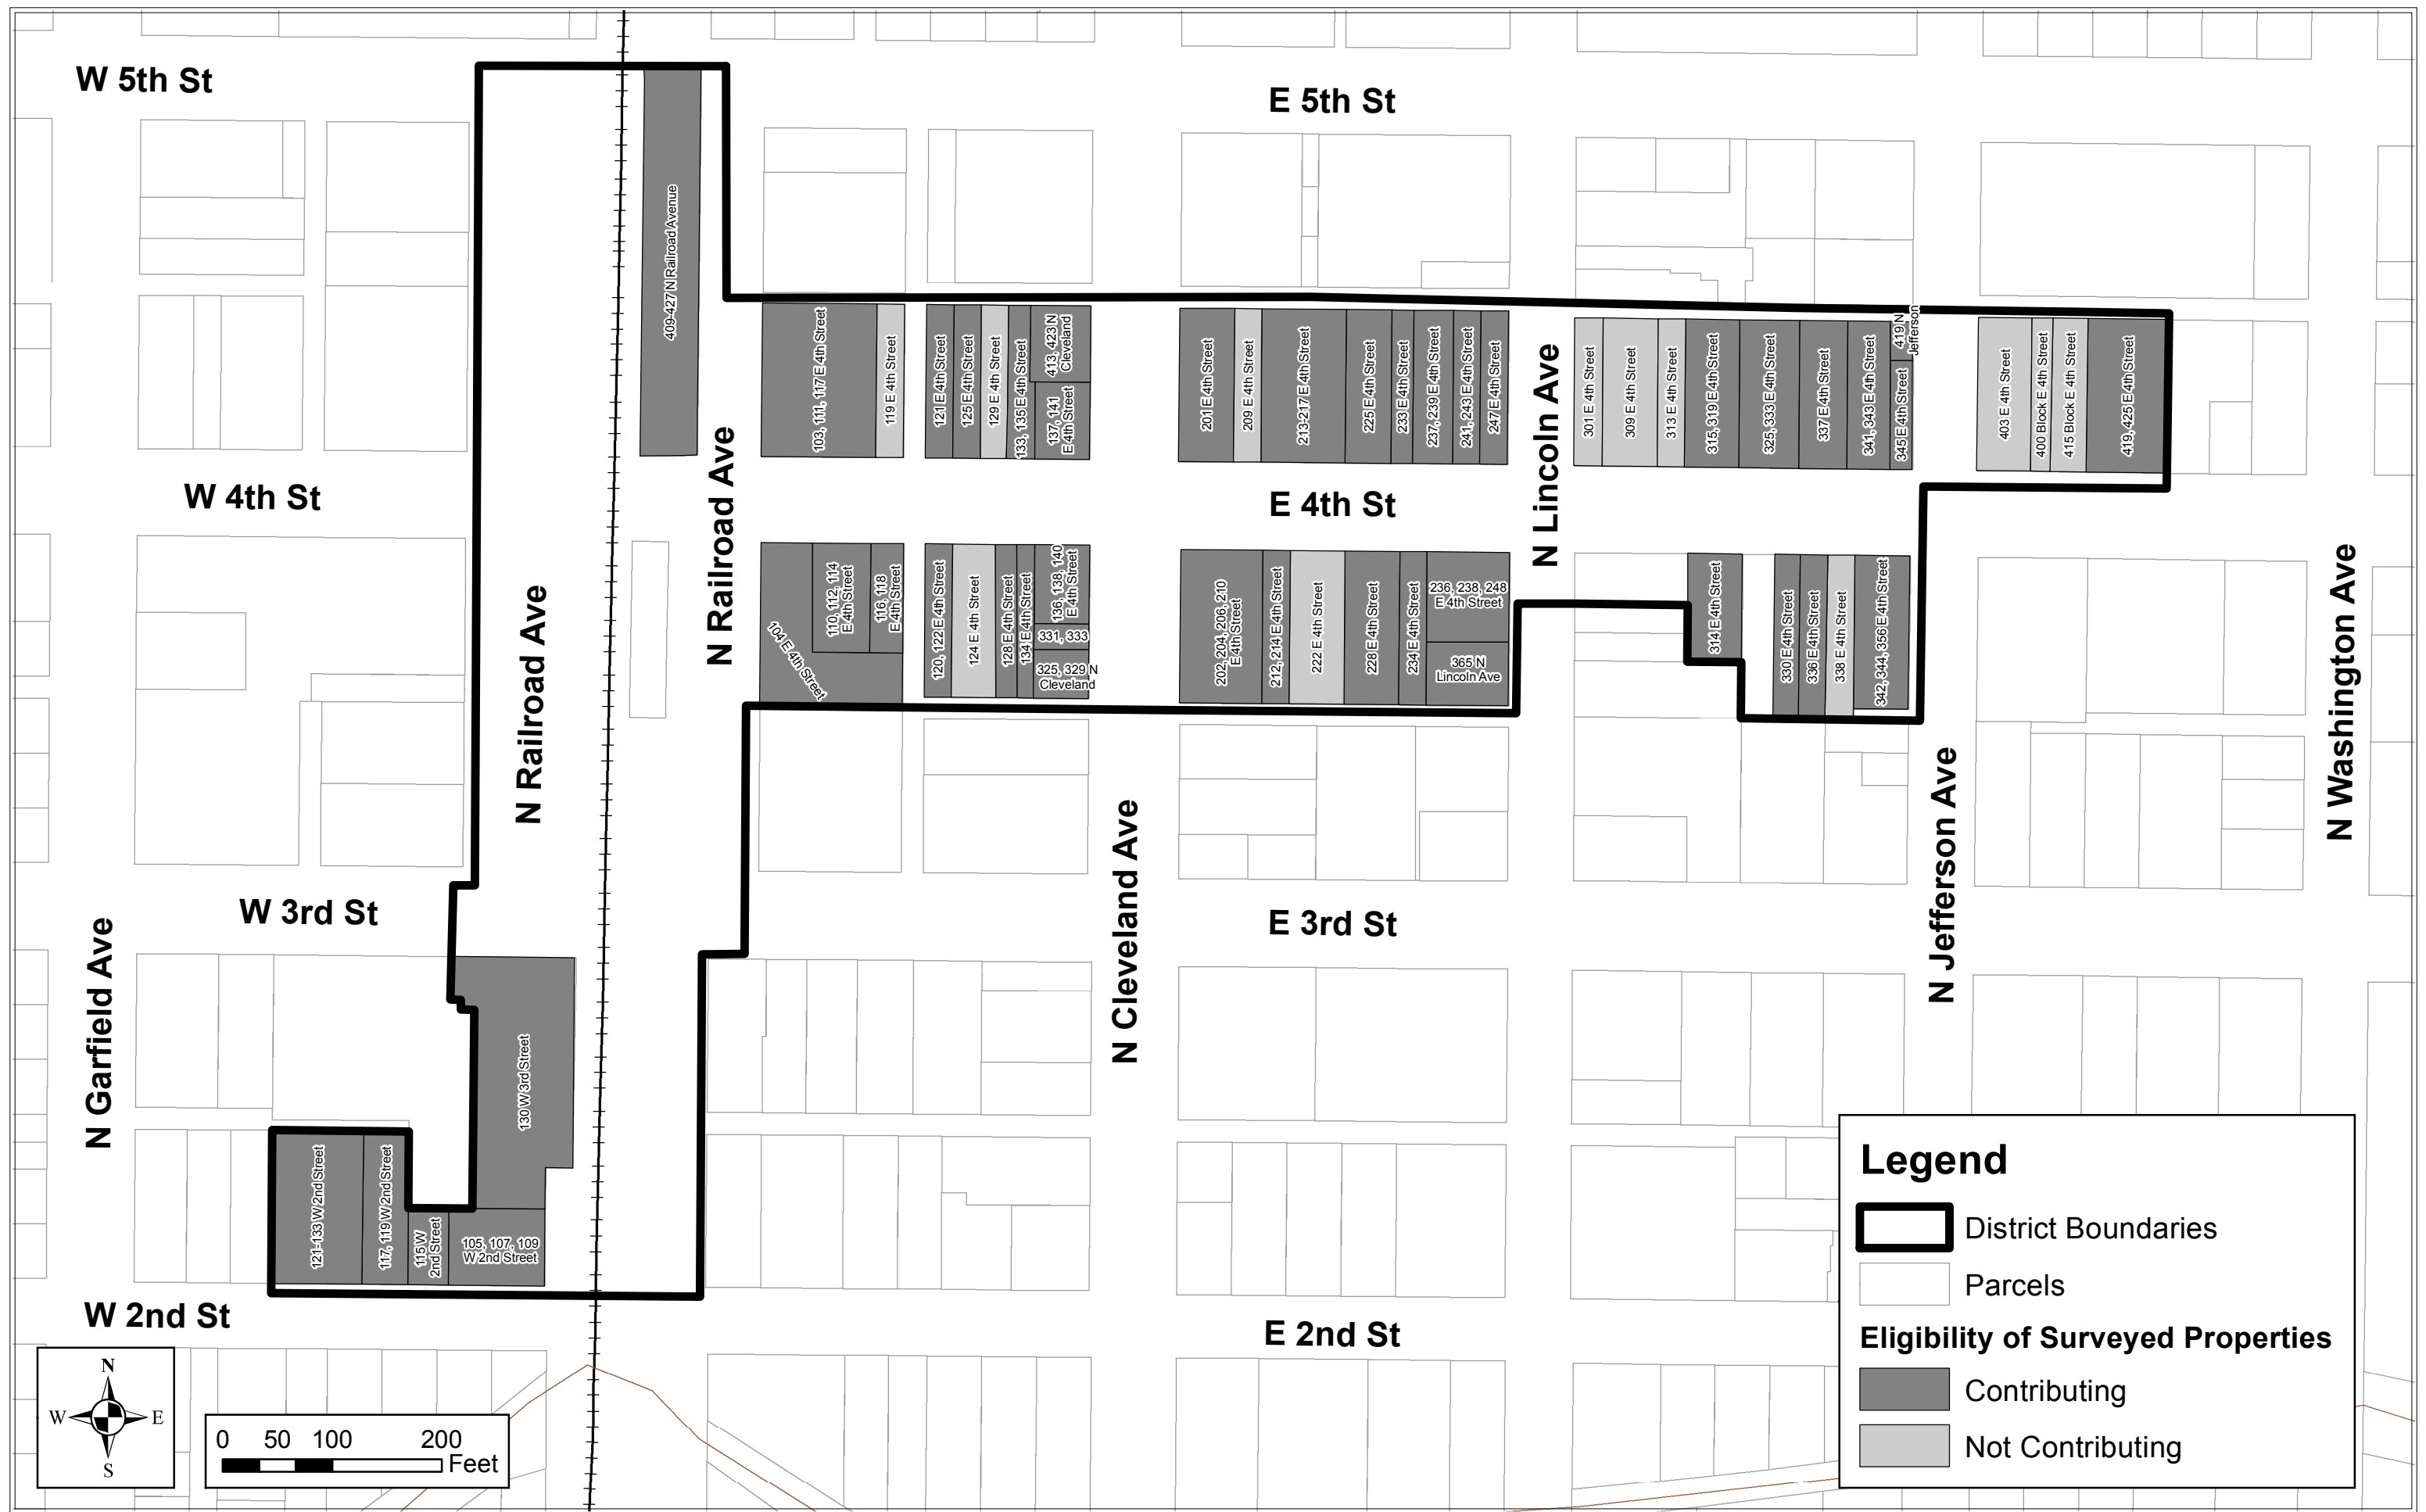 W 5th St
E 5th St
409-427 N Railroad Avenue
103, 111, 117 E 4th Street
119 E 4th Street
121 E 4th Street
125 E 4th Street
129 E 4th Street
133, 135 E 4th Street
413, 423 N
Cleveland
137, 141
E 4th Street
201 E 4th Street
209 E 4th Street
213-217 E 4th Street
225 E 4th Street
233 E 4th Street
237, 239 E 4th Street
241, 243 E 4th Street
247 E 4th Street
301 E 4th Street
309 E 4th Street
313 E 4th Street
315, 319 E 4th Street
325, 333 E 4th Street
337 E 4th Street
341, 343 E 4th Street
419 N
Jefferson
345 E 4th Street
403 E 4th Street
400 Block E 4th Street
415 Block E 4th Street
419, 425 E 4th Street
W 4th St
N Railroad Ave
E 4th St
N Lincoln Ave
104 E 4th Street
110, 112, 114
E 4th Street
116, 118
E 4th Street
120, 122 E 4th Street
124 E 4th Street
128 E 4th Street
134 E 4th Street
136, 138, 140
E 4th Street
331, 333
325, 329 N
Cleveland
202, 204, 206, 210
E 4th Street
212, 214 E 4th Street
222 E 4th Street
228 E 4th Street
234 E 4th Street
236, 238, 248
E 4th Street
365 N
Lincoln Ave
314 E 4th Street
330 E 4th Street
336 E 4th Street
338 E 4th Street
342, 344, 356 E 4th Street
N Railroad Ave
N Washington Ave
W 3rd St
E 3rd St
N Garfield Ave
N Cleveland Ave
N Jefferson Ave
130 W 3rd Street
121-133 W 2nd Street
117, 119 W 2nd Street
115 W
2nd Street
105, 107, 109
W 2nd Street
W 2nd St
E 2nd St
N
W E
S
0 50 100 200
Feet
Legend
District Boundaries
Parcels
Eligibility of Surveyed Properties
Contributing
Not Contributing